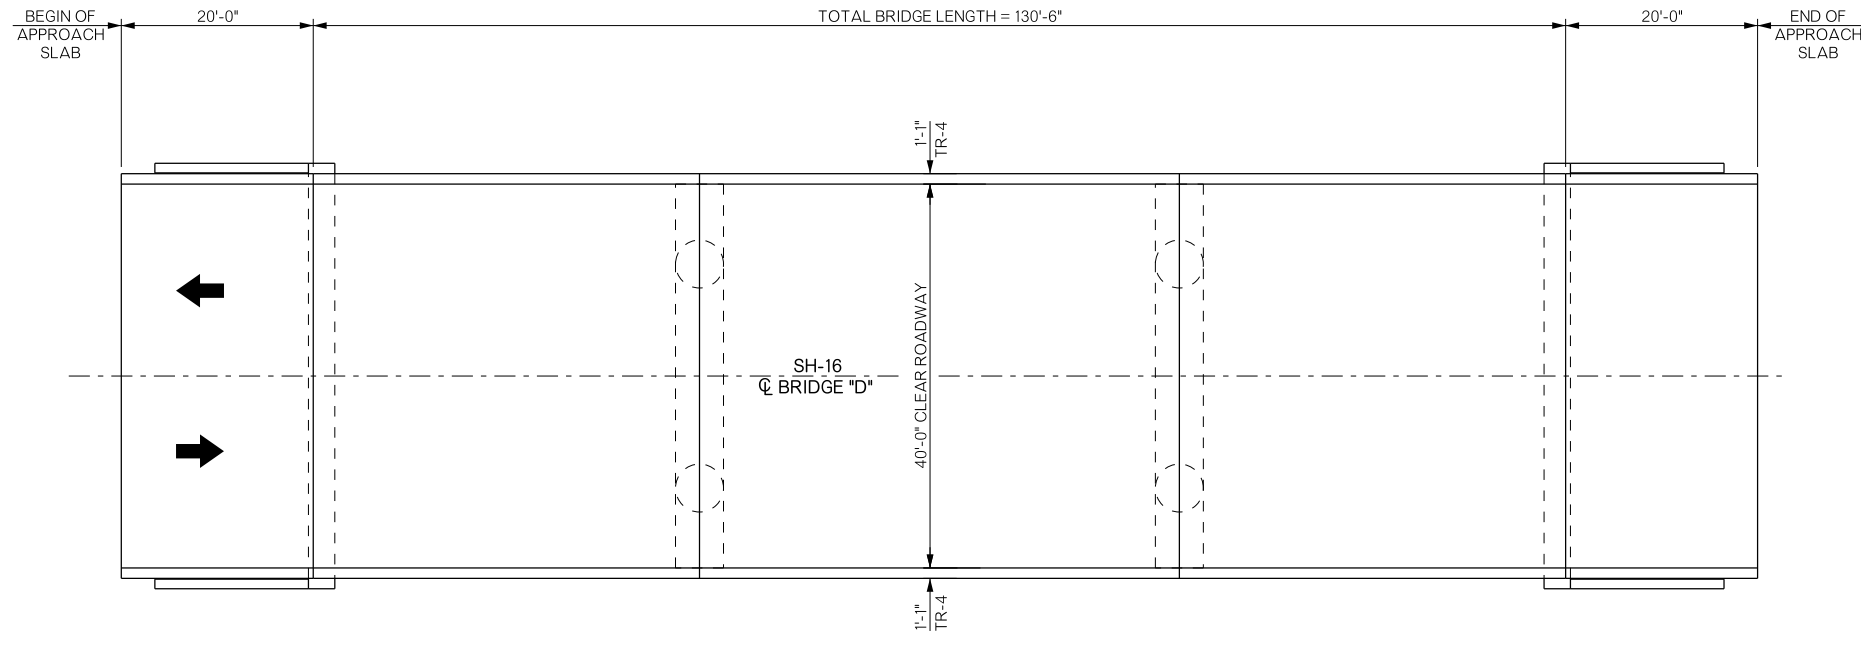 BEGIN OF
APPROACH
SLAB
20'-0"
TOTAL BRIDGE LENGTH = 130'-6"
20'-0"
END OF
APPROACH
SLAB
1'-1"
TR-4
40'-0" CLEAR ROADWAY
SH-16
℄ BRIDGE "D"
1'-1"
TR-4